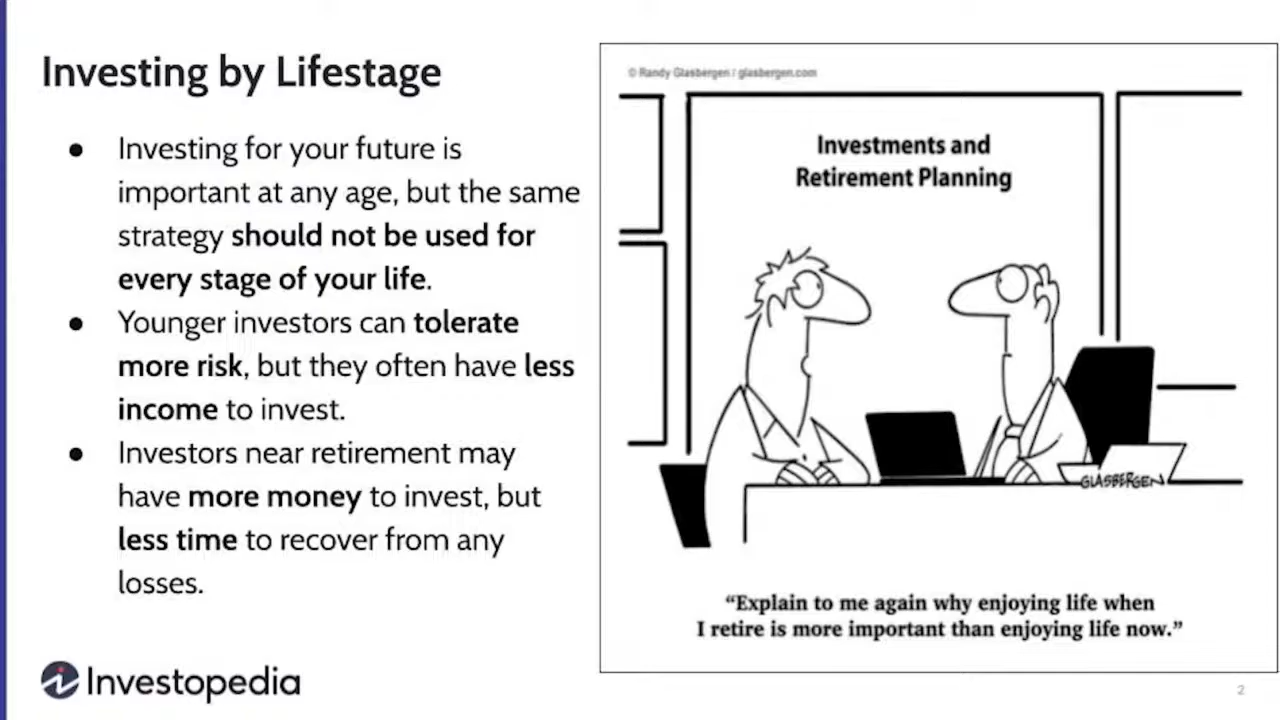 Investing by Lifestage
● Investing for your future is
important at any age, but the same
strategy should not be used for
every stage of your life.
● Younger investors can tolerate
more risk, but they often have less
income to invest.
● Investors near retirement may
have more money to invest, but
less time to recover from any
losses.
Investopedia
© Randy Glasbergen / glasbergen.com
Investments and
Retirement Planning
GLASBERGEN
“Explain to me again why enjoying life when
I retire is more important than enjoying life now.”
2